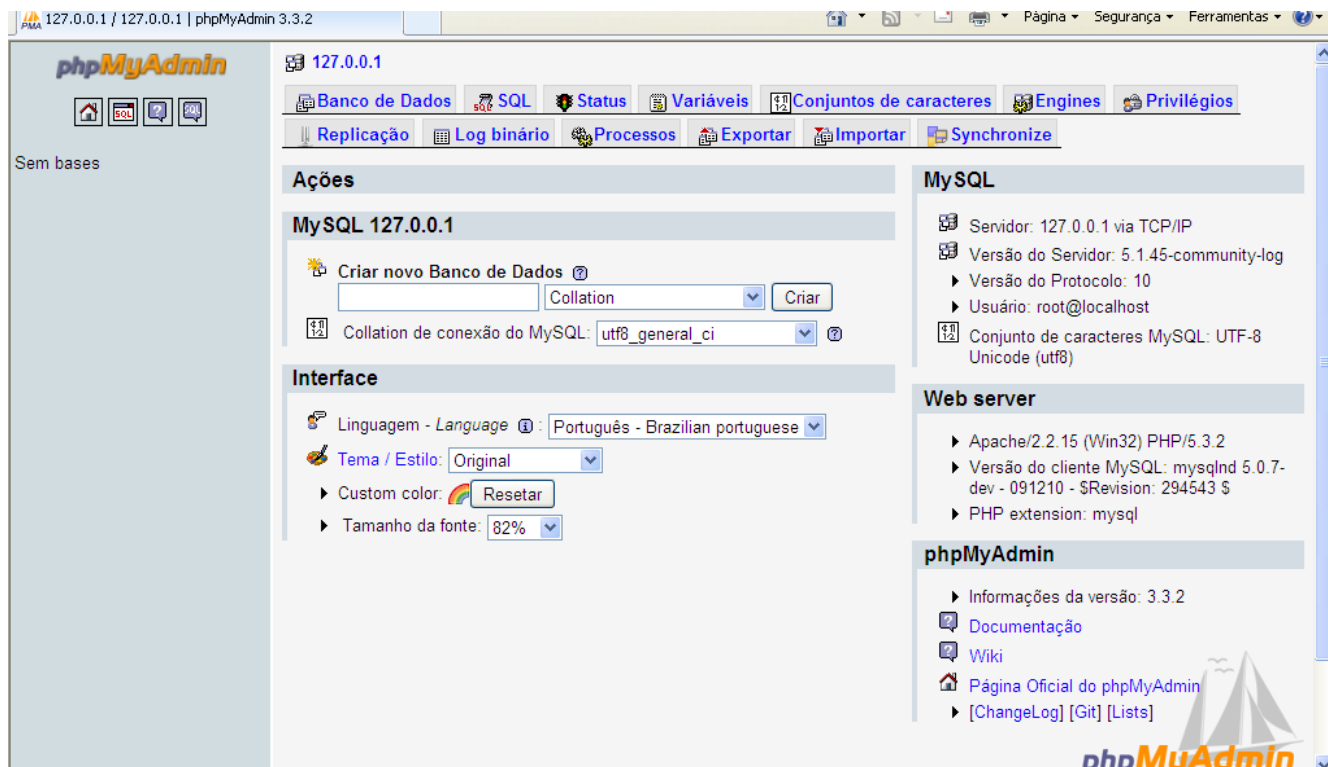 127.0.0.1 / 127.0.0.1 | phpMyAdmin 3.3.2
Página Segurança Ferramentas
phpMyAdmin
Sem bases
127.0.0.1
Banco de Dados SQL Status Variáveis Conjuntos de caracteres Engines Privilégios
Replicação Log binário Processos Exportar Importar Synchronize
Ações
MySQL 127.0.0.1
Criar novo Banco de Dados
Collation Criar
Collation de conexão do MySQL: utf8_general_ci
Interface
Linguagem - Language : Português - Brazilian portuguese
Tema / Estilo: Original
Custom color: Resetar
Tamanho da fonte: 82%
MySQL
Servidor: 127.0.0.1 via TCP/IP
Versão do Servidor: 5.1.45-community-log
Versão do Protocolo: 10
Usuário: root@localhost
Conjunto de caracteres MySQL: UTF-8
Unicode (utf8)
Web server
Apache/2.2.15 (Win32) PHP/5.3.2
Versão do cliente MySQL: mysqlnd 5.0.7-
dev - 091210 - $Revision: 294543 $
PHP extension: mysql
phpMyAdmin
Informações da versão: 3.3.2
Documentação
Wiki
Página Oficial do phpMyAdmin
[ChangeLog] [Git] [Lists]
phpMyAdmin